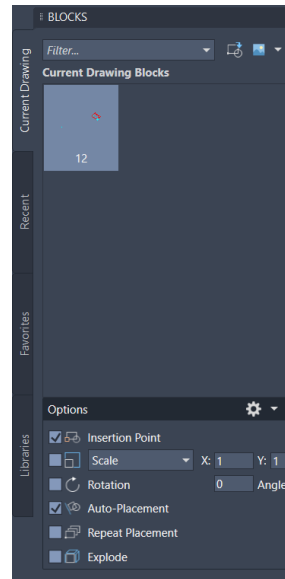 BLOCKS
Filter...
Current Drawing Blocks
12
Current Drawing
Recent
Favorites
Libraries
Options
Insertion Point
Scale X: 1 Y: 1
Rotation 0 Angle
Auto-Placement
Repeat Placement
Explode